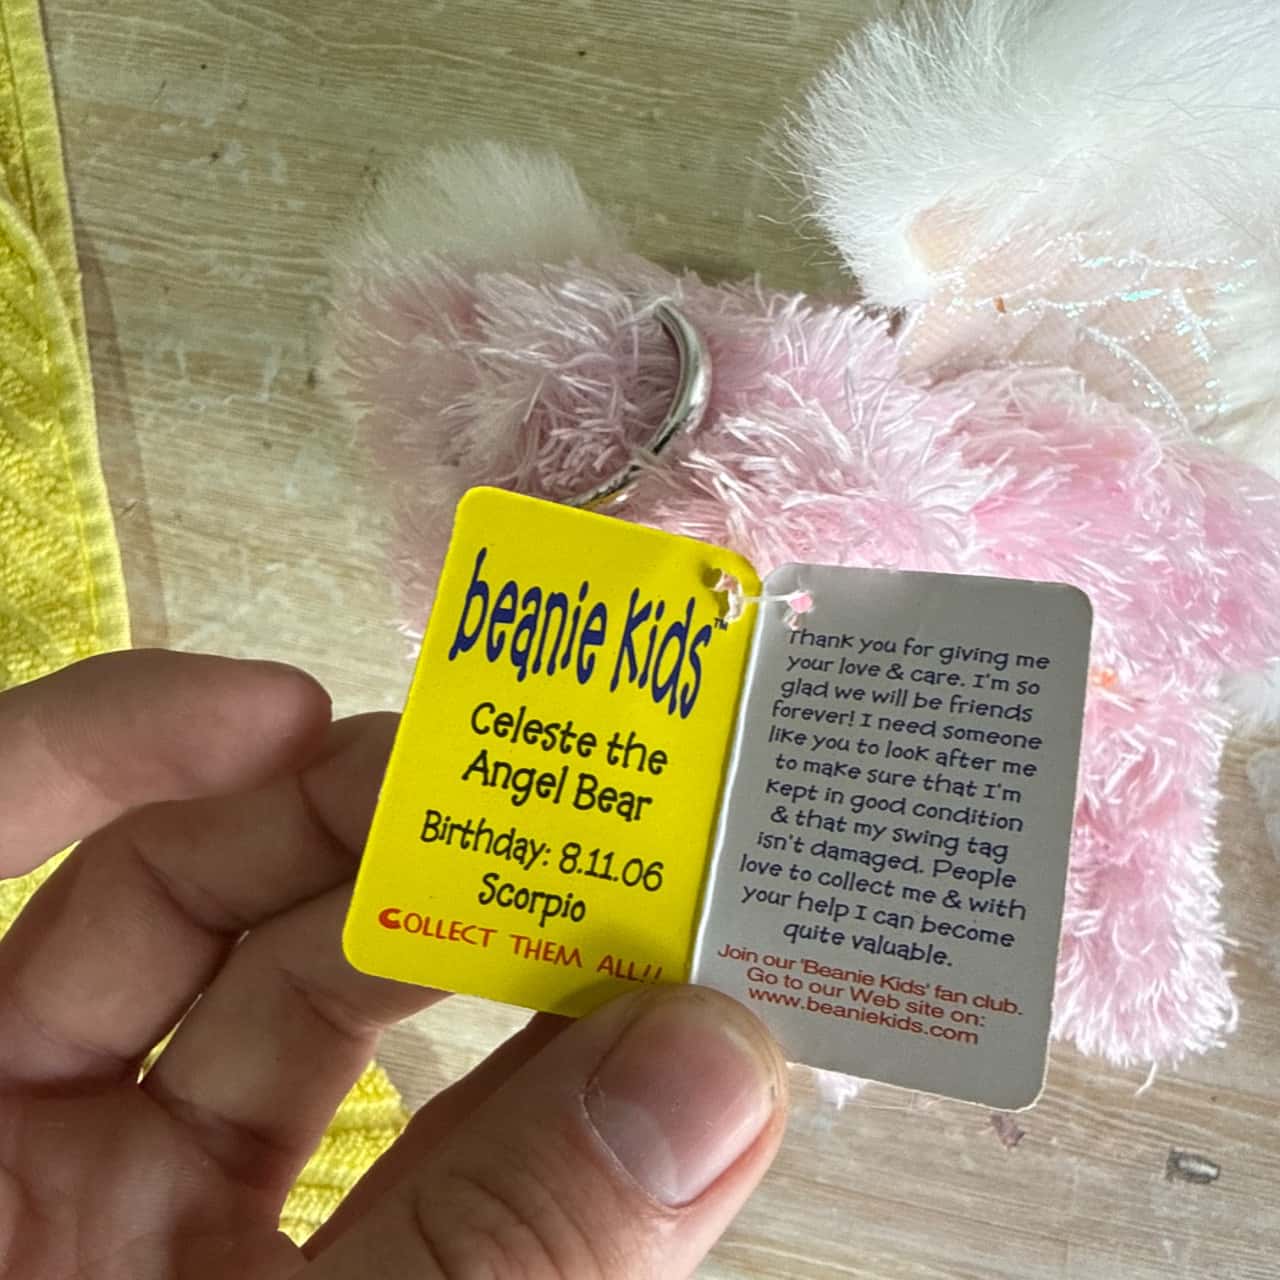 beanie Kids™
Celeste the
Angel Bear
Birthday: 8.11.06
Scorpio
COLLECT THEM ALL!!
Thank you for giving me
your love & care. I'm so
glad we will be friends
forever! I need someone
like you to look after me
to make sure that I'm
kept in good condition
& that my swing tag
isn't damaged. People
love to collect me & with
your help I can become
quite valuable.
Join our 'Beanie Kids' fan club.
Go to our Web site on:
www.beaniekids.com